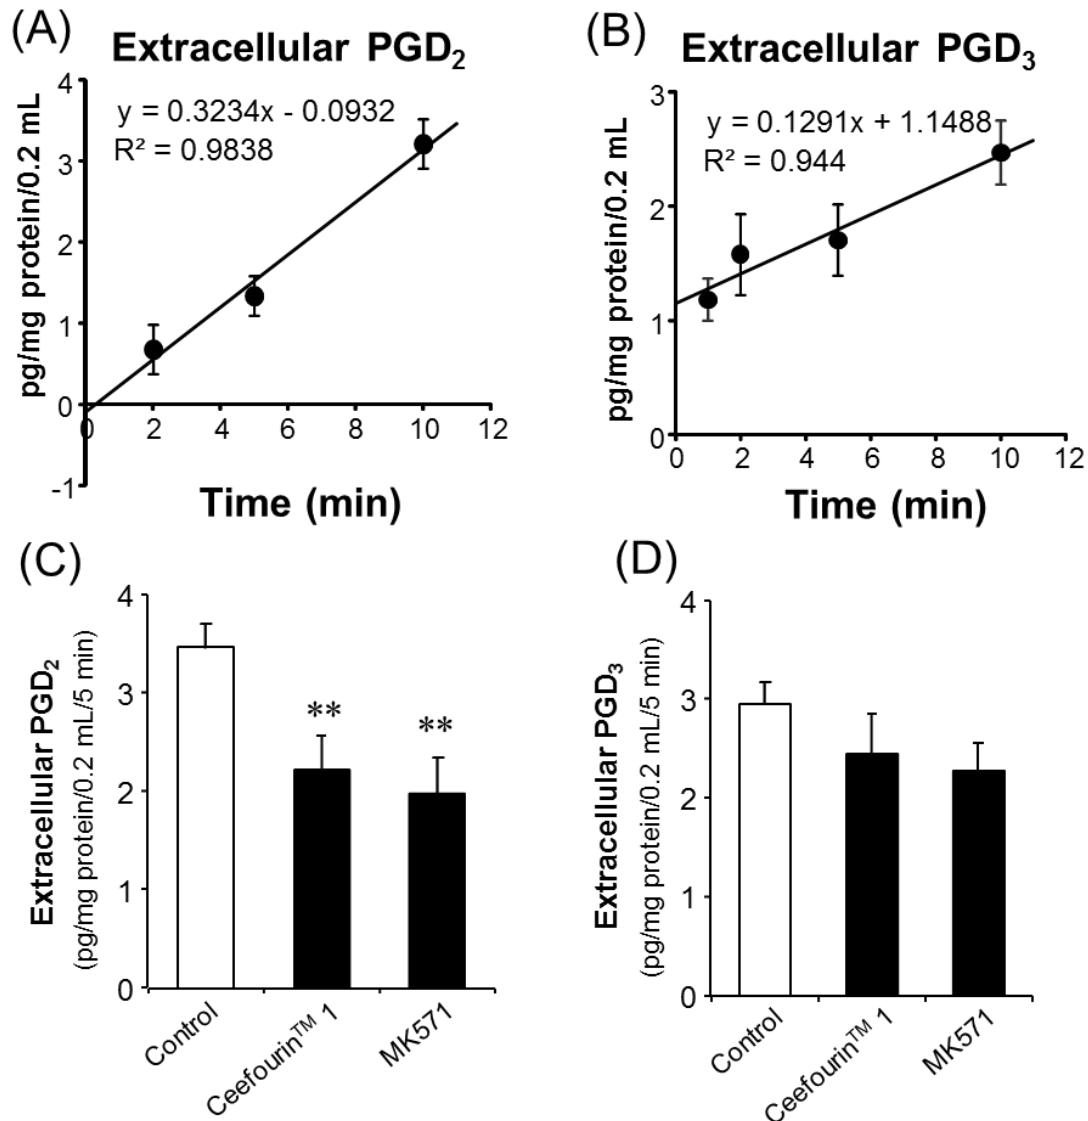 (A)
Extracellular PGD₂
y = 0.3234x - 0.0932
R² = 0.9838
pg/mg protein/0.2 mL
4
3
2
1
0
-1
0 2 4 6 8 10 12
Time (min)
(B)
Extracellular PGD₃
y = 0.1291x + 1.1488
R² = 0.944
pg/mg protein/0.2 mL
3
2
1
0
0 2 4 6 8 10 12
Time (min)
(C)
Extracellular PGD₂
(pg/mg protein/0.2 mL/5 min)
4
3
2
1
0
** **
Control
Ceefourin™ 1
MK571
(D)
Extracellular PGD₃
(pg/mg protein/0.2 mL/5 min)
4
3
2
1
0
Control
Ceefourin™ 1
MK571